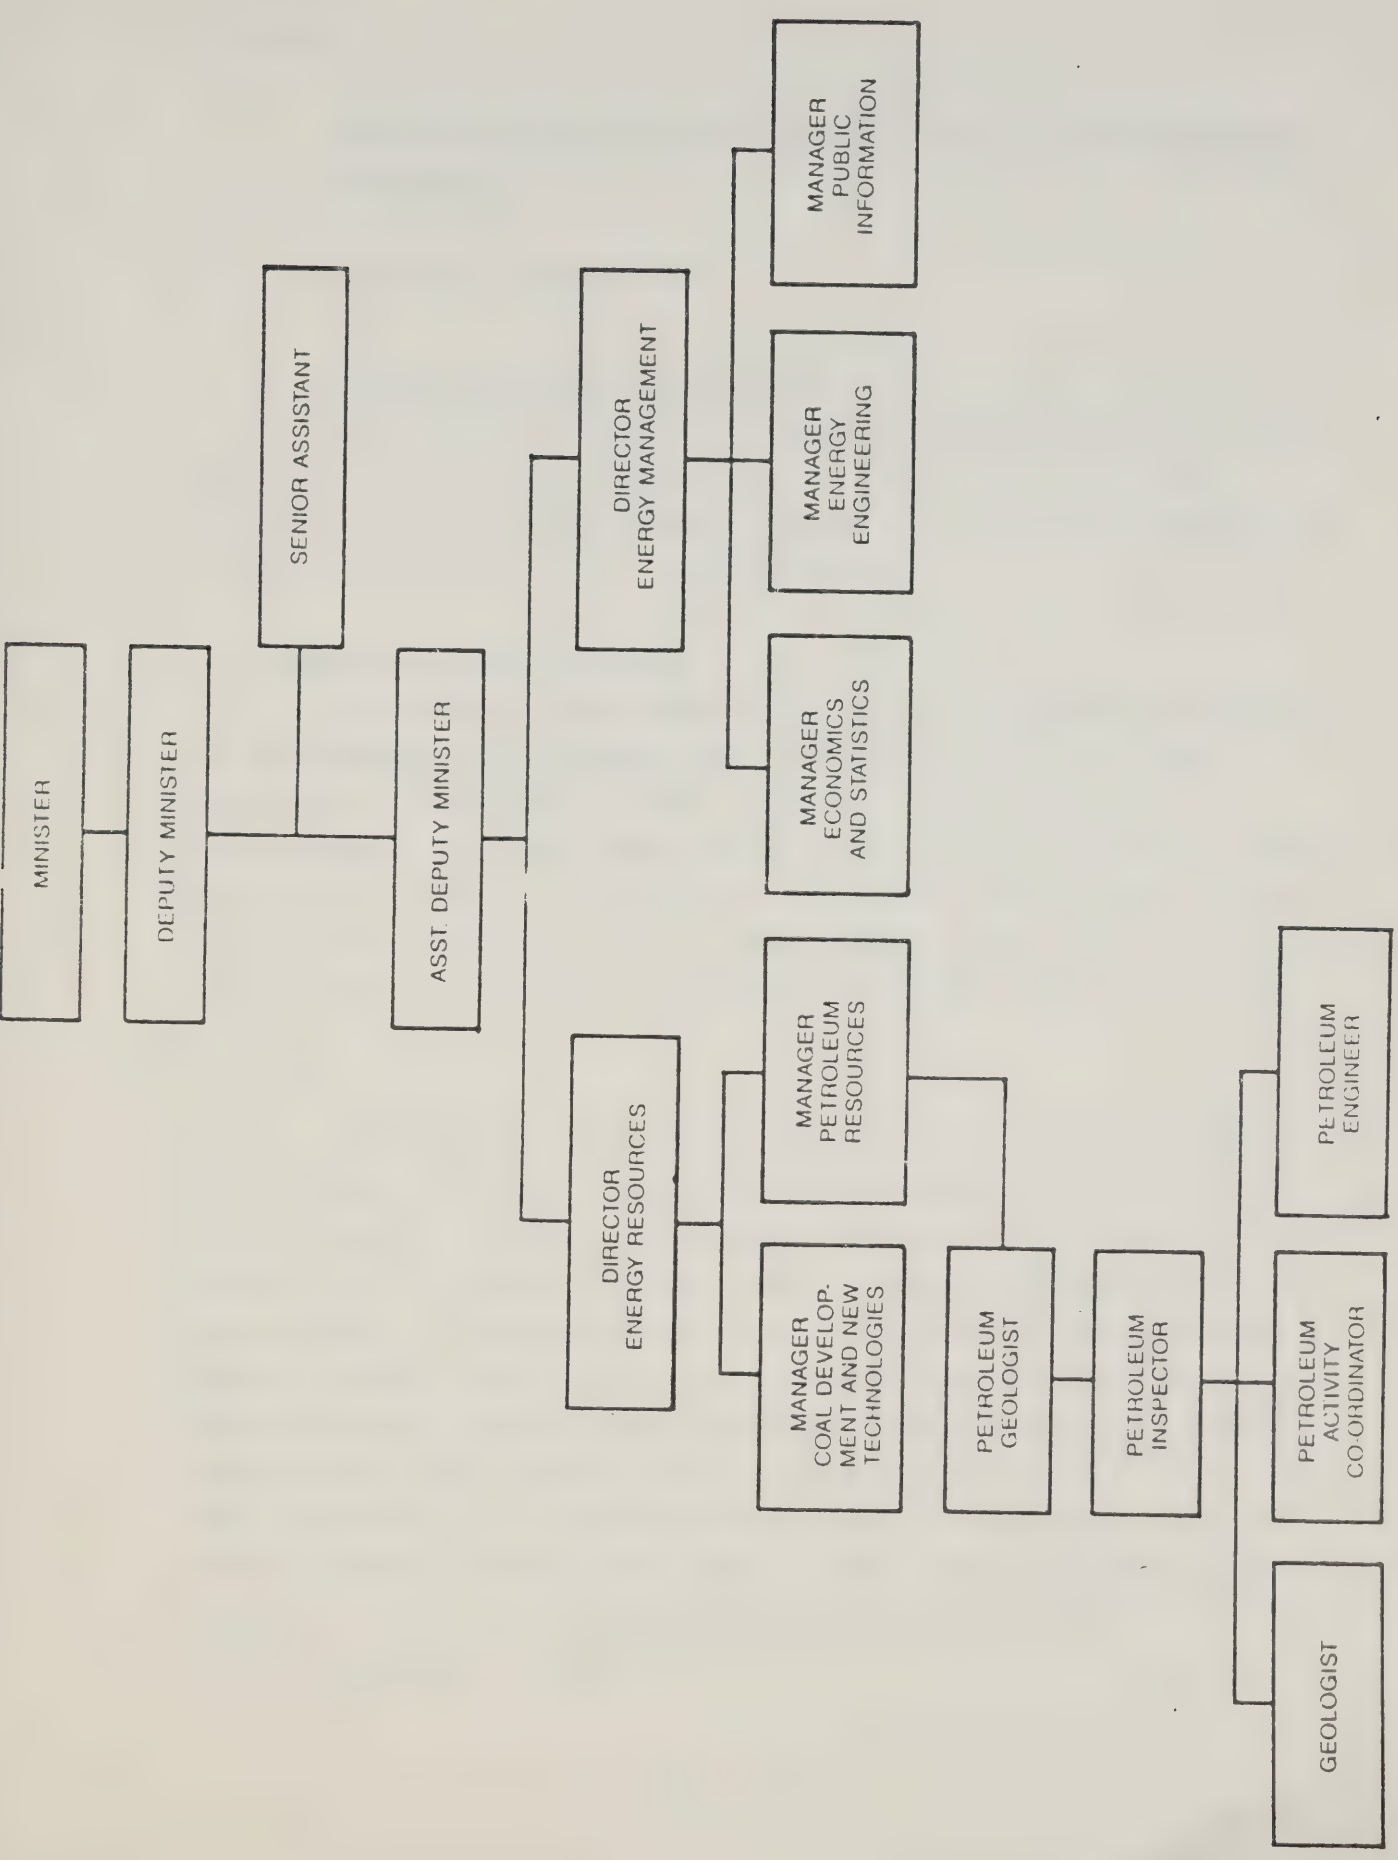 MINISTER
DEPUTY MINISTER
SENIOR ASSISTANT
ASST. DEPUTY MINISTER
DIRECTOR
ENERGY RESOURCES
DIRECTOR
ENERGY MANAGEMENT
MANAGER
COAL DEVELOP-
MENT AND NEW
TECHNOLOGIES
MANAGER
PETROLEUM
RESOURCES
MANAGER
ECONOMICS
AND STATISTICS
MANAGER
ENERGY
ENGINEERING
MANAGER
PUBLIC
INFORMATION
PETROLEUM
GEOLOGIST
PETROLEUM
INSPECTOR
GEOLOGIST
PETROLEUM
ACTIVITY
CO-ORDINATOR
PETROLEUM
ENGINEER